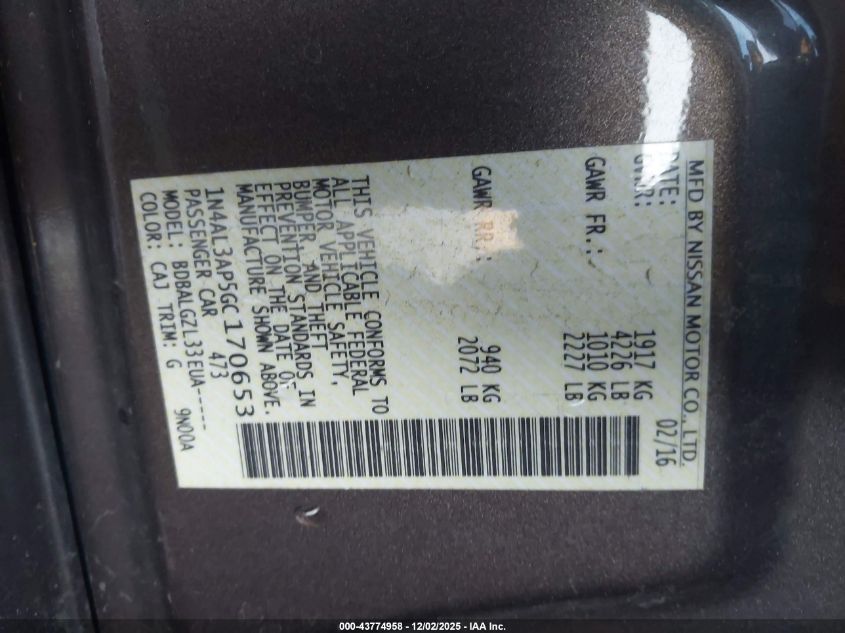 MFD BY NISSAN MOTOR CO., LTD.
DATE: 02/16
GVWR: 1917 KG
4226 LB
GAWR FR.: 1010 KG
2227 LB
GAWR RR.: 940 KG
2072 LB
THIS VEHICLE CONFORMS TO
ALL APPLICABLE FEDERAL
MOTOR VEHICLE SAFETY,
BUMPER, AND THEFT
PREVENTION STANDARDS IN
EFFECT ON THE DATE OF
MANUFACTURE SHOWN ABOVE.
1N4AL3AP5GC170653
PASSENGER CAR 473
MODEL: BDBALGZL33EUA-----
COLOR: CAJ TRIM: G 9N00A
000-43774958 - 12/02/2025 - IAA Inc.